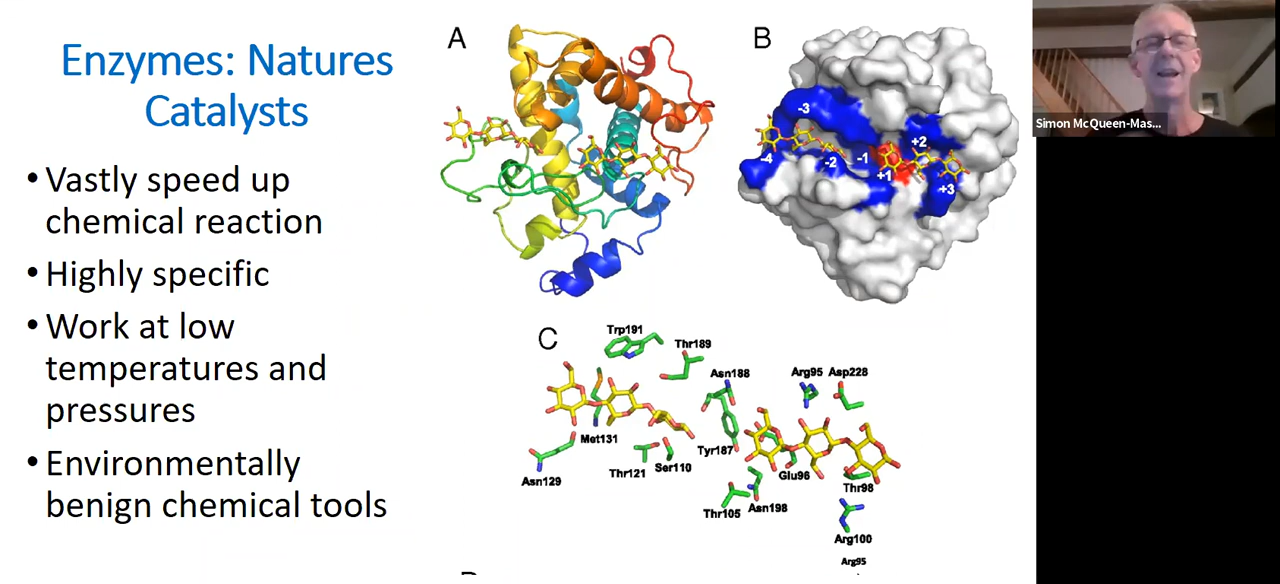 Enzymes: Natures
Catalysts
• Vastly speed up
chemical reaction
• Highly specific
• Work at low
temperatures and
pressures
• Environmentally
benign chemical tools
A
B
-3
-4
-2
-1
+1
+2
+3
C
Trp191
Thr189
Asn188
Arg95
Asp228
Met131
Asn129
Thr121
Ser110
Tyr187
Glu96
Thr98
Thr105
Asn198
Arg100
Arg95
Simon McQueen-Mas...